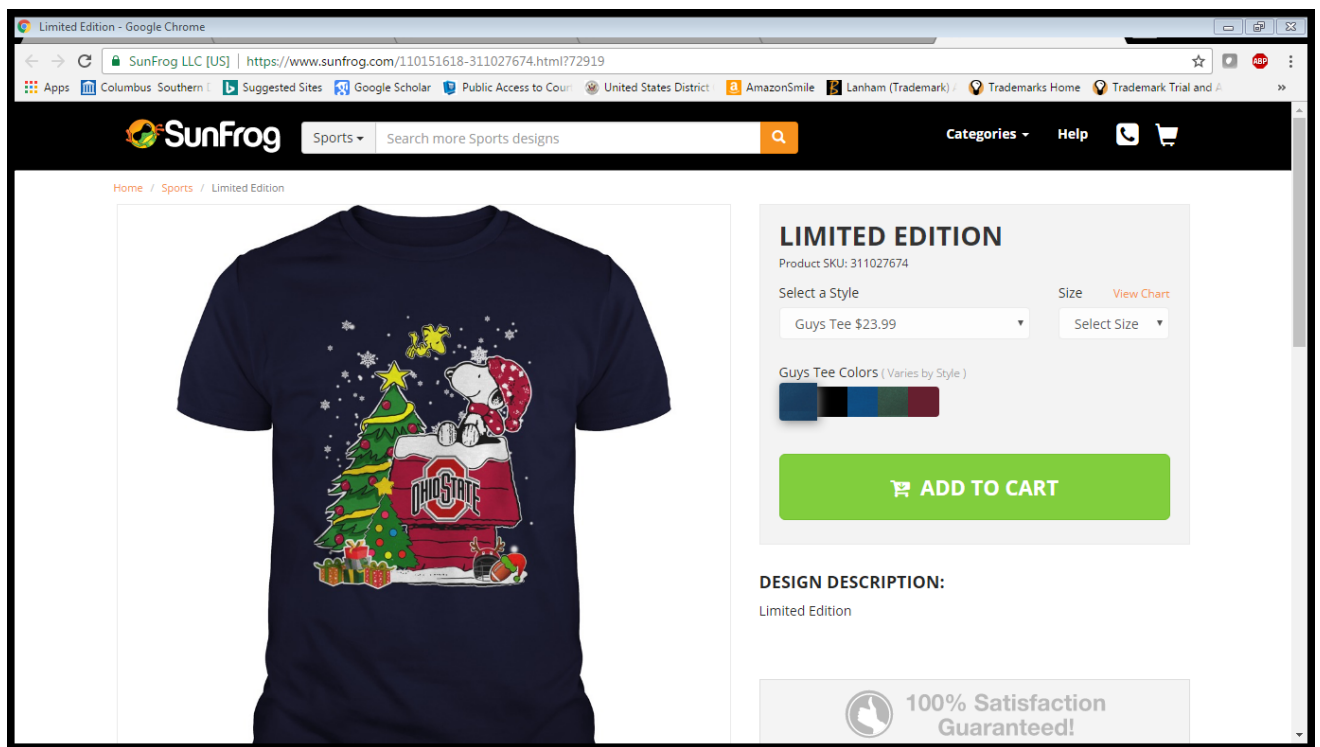 Limited Edition - Google Chrome
SunFrog LLC [US] | https://www.sunfrog.com/110151618-311027674.html?72919
ABP
Apps Columbus Southern Suggested Sites Google Scholar Public Access to Cour United States District AmazonSmile Lanham (Trademark) Trademarks Home Trademark Trial and A »
SunFrog Sports Search more Sports designs Categories Help
Home / Sports / Limited Edition
LIMITED EDITION
Product SKU: 311027674
Select a Style Size View Chart
Guys Tee $23.99 Select Size
Guys Tee Colors ( Varies by Style )
OHIO STATE
ADD TO CART
DESIGN DESCRIPTION:
Limited Edition
100% Satisfaction
Guaranteed!